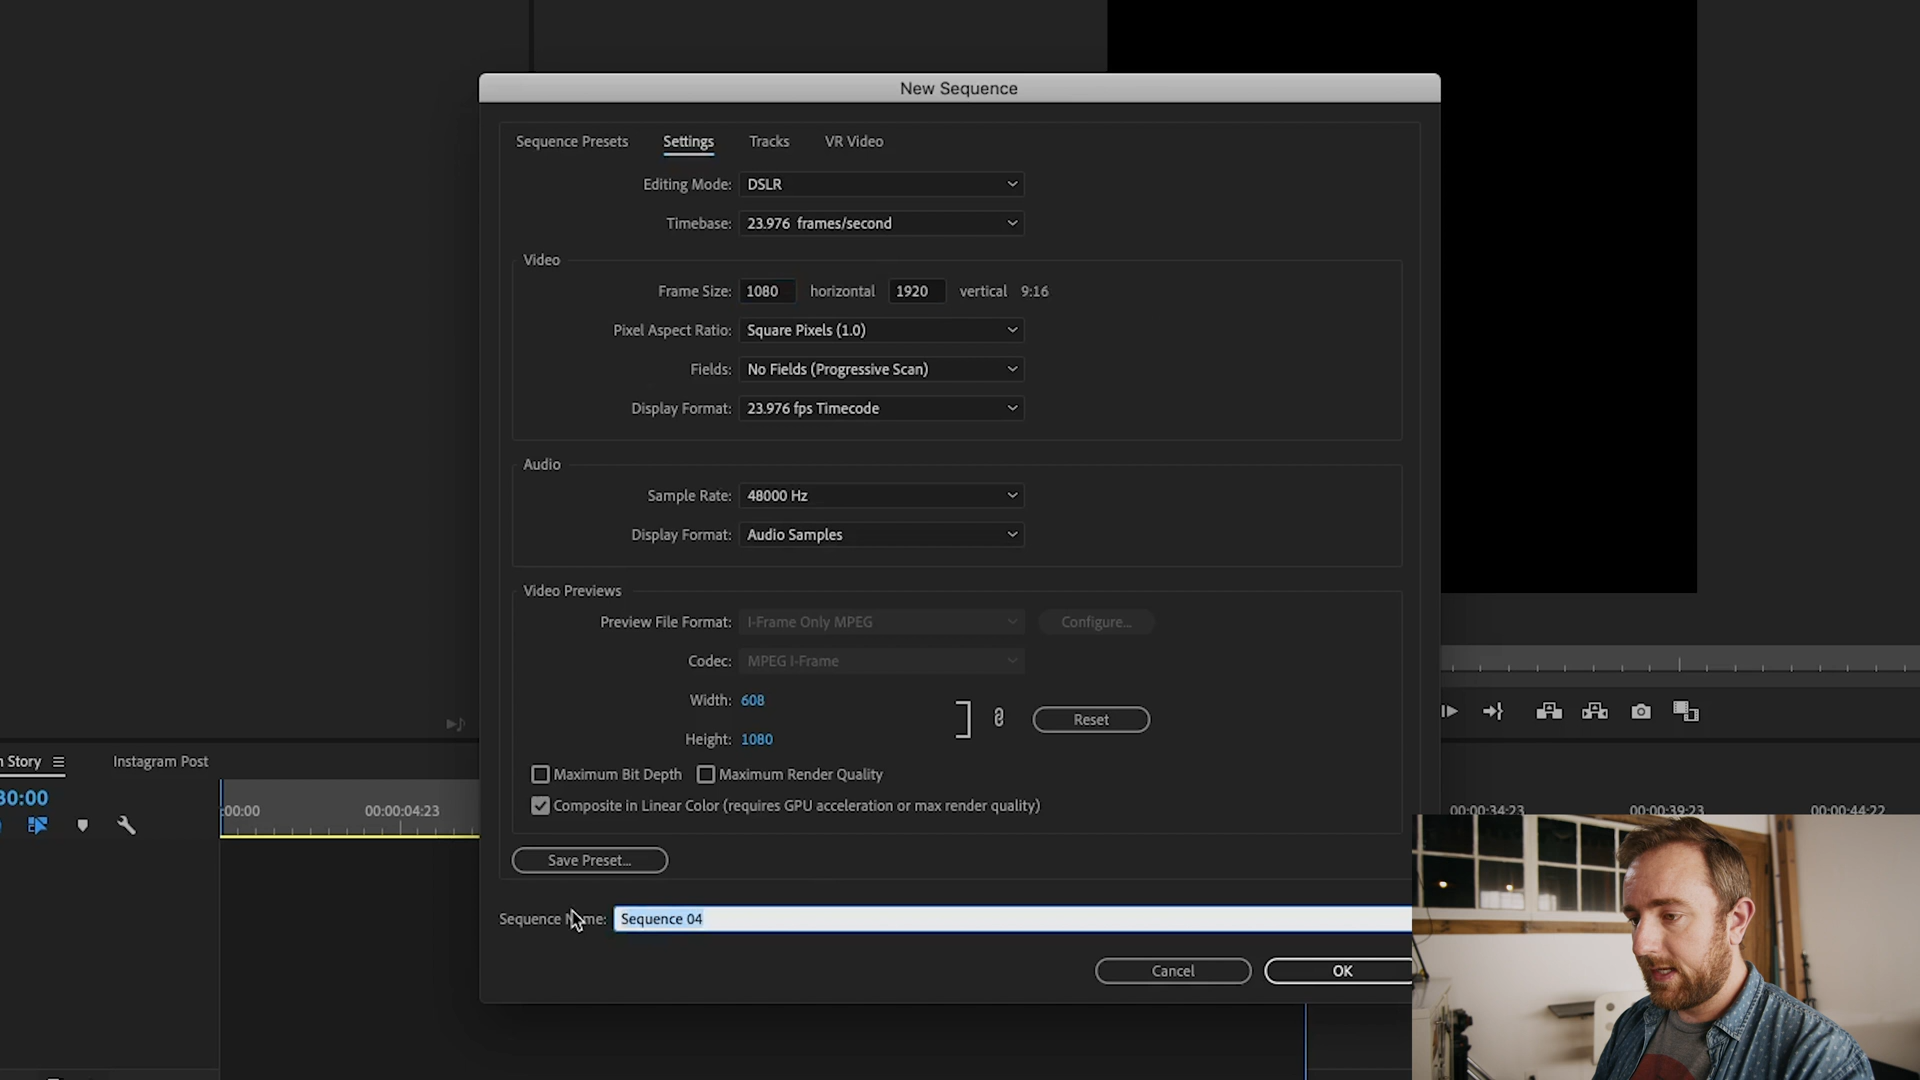 New Sequence
Sequence Presets Settings Tracks VR Video
Editing Mode: DSLR
Timebase: 23.976 frames/second
Video
Frame Size: 1080 horizontal 1920 vertical 9:16
Pixel Aspect Ratio: Square Pixels (1.0)
Fields: No Fields (Progressive Scan)
Display Format: 23.976 fps Timecode
Audio
Sample Rate: 48000 Hz
Display Format: Audio Samples
Video Previews
Preview File Format: I-Frame Only MPEG Configure...
Codec: MPEG I-Frame
Width: 608
Height: 1080
Reset
Maximum Bit Depth Maximum Render Quality
Composite in Linear Color (requires GPU acceleration or max render quality)
Save Preset...
Sequence Name: Sequence 04
Cancel OK
Story Instagram Post
30:00
:00:00 00:00:04:23
00:00:34:23 00:00:39:23 00:00:44:22